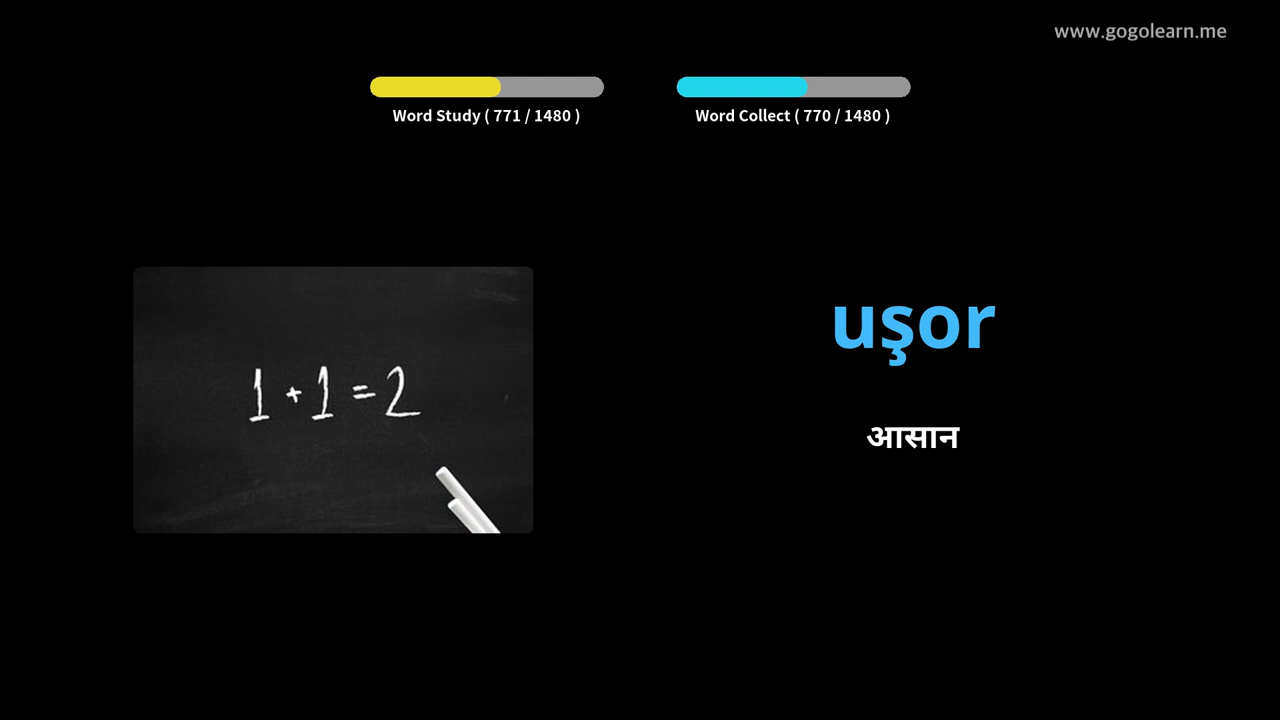 www.gogolearn.me
Word Study ( 771 / 1480 )
Word Collect ( 770 / 1480 )
1 + 1 = 2
uşor
आसान